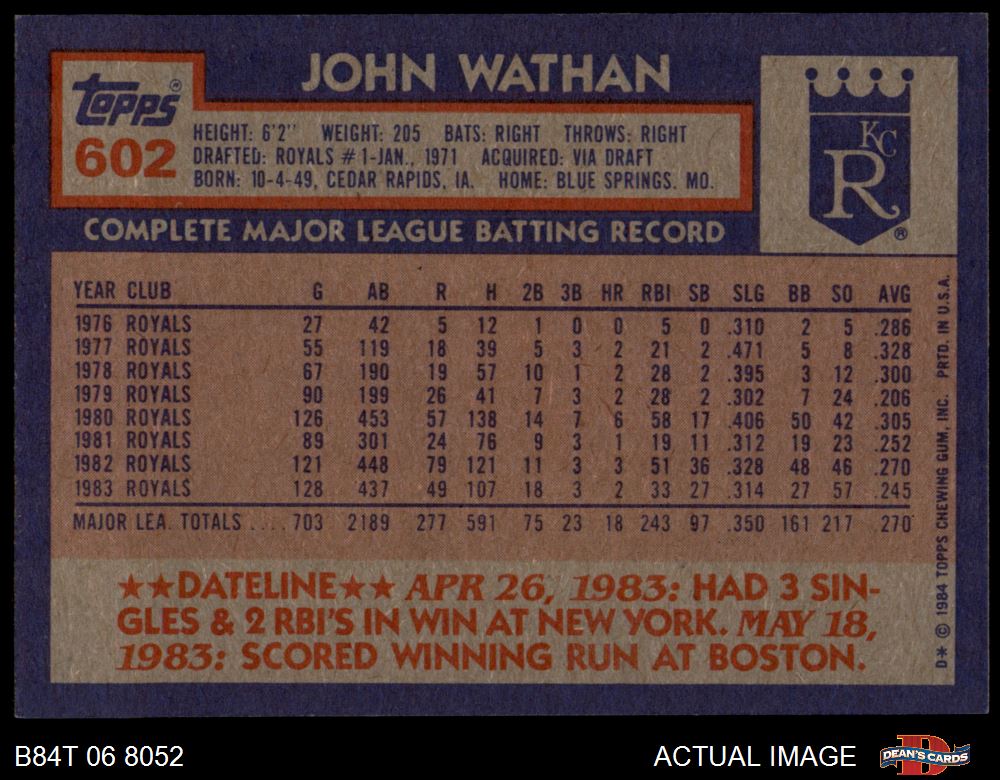 JOHN WATHAN
topps®
602
HEIGHT: 6'2" WEIGHT: 205 BATS: RIGHT THROWS: RIGHT
DRAFTED: ROYALS #1-JAN., 1971 ACQUIRED: VIA DRAFT
BORN: 10-4-49, CEDAR RAPIDS, IA. HOME: BLUE SPRINGS. MO.
KC
R®
COMPLETE MAJOR LEAGUE BATTING RECORD
YEAR CLUB G AB R H 2B 3B HR RBI SB SLG BB SO AVG
1976 ROYALS 27 42 5 12 1 0 0 5 0 .310 2 5 .286
1977 ROYALS 55 119 18 39 5 3 2 21 2 .471 5 8 .328
1978 ROYALS 67 190 19 57 10 1 2 28 2 .395 3 12 .300
1979 ROYALS 90 199 26 41 7 3 2 28 2 .302 7 24 .206
1980 ROYALS 126 453 57 138 14 7 6 58 17 .406 50 42 .305
1981 ROYALS 89 301 24 76 9 3 1 19 11 .312 19 23 .252
1982 ROYALS 121 448 79 121 11 3 3 51 36 .328 48 46 .270
1983 ROYALS 128 437 49 107 18 3 2 33 27 .314 27 57 .245
MAJOR LEA. TOTALS .... 703 2189 277 591 75 23 18 243 97 .350 161 217 .270
★★DATELINE★★ APR 26, 1983: HAD 3 SIN-
GLES & 2 RBI'S IN WIN AT NEW YORK. MAY 18,
1983: SCORED WINNING RUN AT BOSTON.
D* © 1984 TOPPS CHEWING GUM, INC. PRTD. IN U.S.A.
B84T 06 8052
ACTUAL IMAGE
D
DEAN'S CARDS